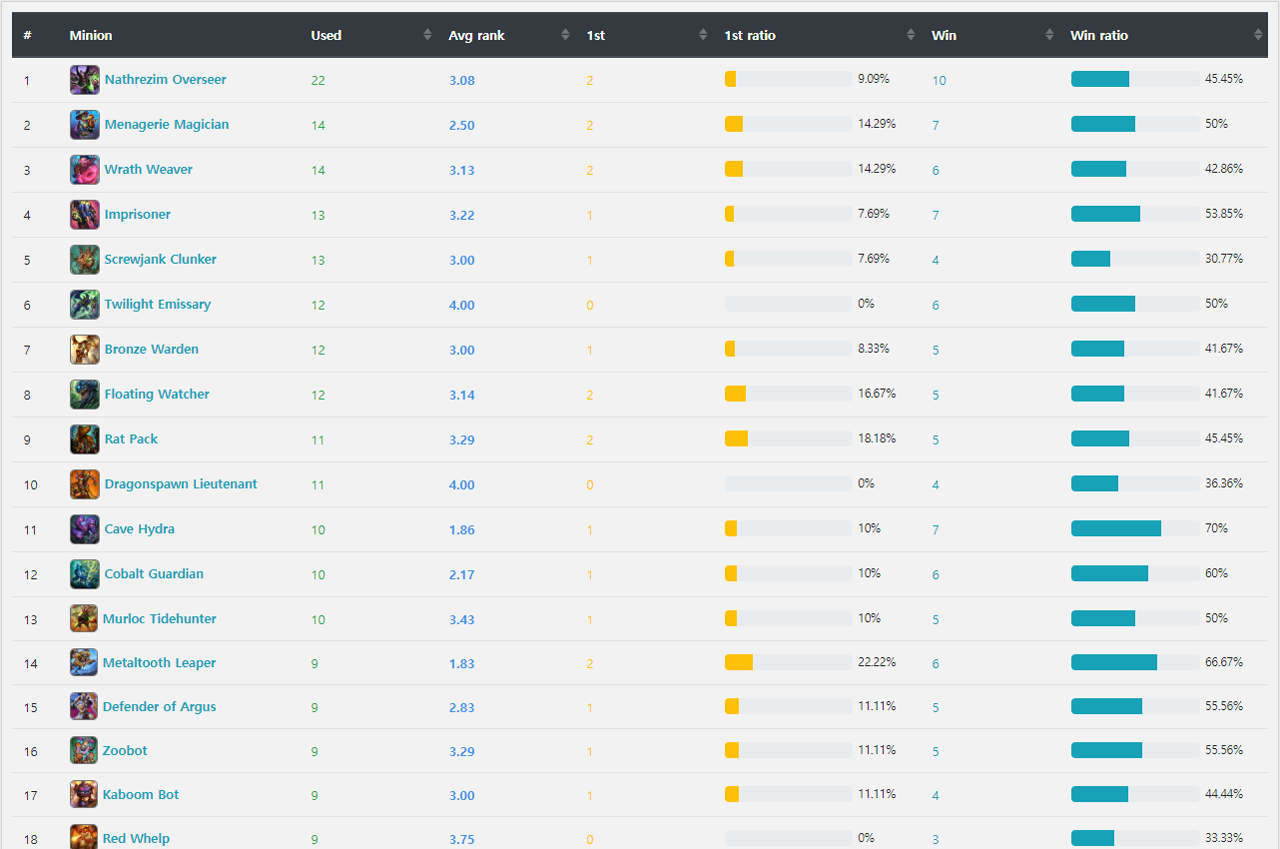 # Minion Used Avg rank 1st 1st ratio Win Win ratio
1 Nathrezim Overseer 22 3.08 2 9.09% 10 45.45%
2 Menagerie Magician 14 2.50 2 14.29% 7 50%
3 Wrath Weaver 14 3.13 2 14.29% 6 42.86%
4 Imprisoner 13 3.22 1 7.69% 7 53.85%
5 Screwjank Clunker 13 3.00 1 7.69% 4 30.77%
6 Twilight Emissary 12 4.00 0 0% 6 50%
7 Bronze Warden 12 3.00 1 8.33% 5 41.67%
8 Floating Watcher 12 3.14 2 16.67% 5 41.67%
9 Rat Pack 11 3.29 2 18.18% 5 45.45%
10 Dragonspawn Lieutenant 11 4.00 0 0% 4 36.36%
11 Cave Hydra 10 1.86 1 10% 7 70%
12 Cobalt Guardian 10 2.17 1 10% 6 60%
13 Murloc Tidehunter 10 3.43 1 10% 5 50%
14 Metaltooth Leaper 9 1.83 2 22.22% 6 66.67%
15 Defender of Argus 9 2.83 1 11.11% 5 55.56%
16 Zoobot 9 3.29 1 11.11% 5 55.56%
17 Kaboom Bot 9 3.00 1 11.11% 4 44.44%
18 Red Whelp 9 3.75 0 0% 3 33.33%